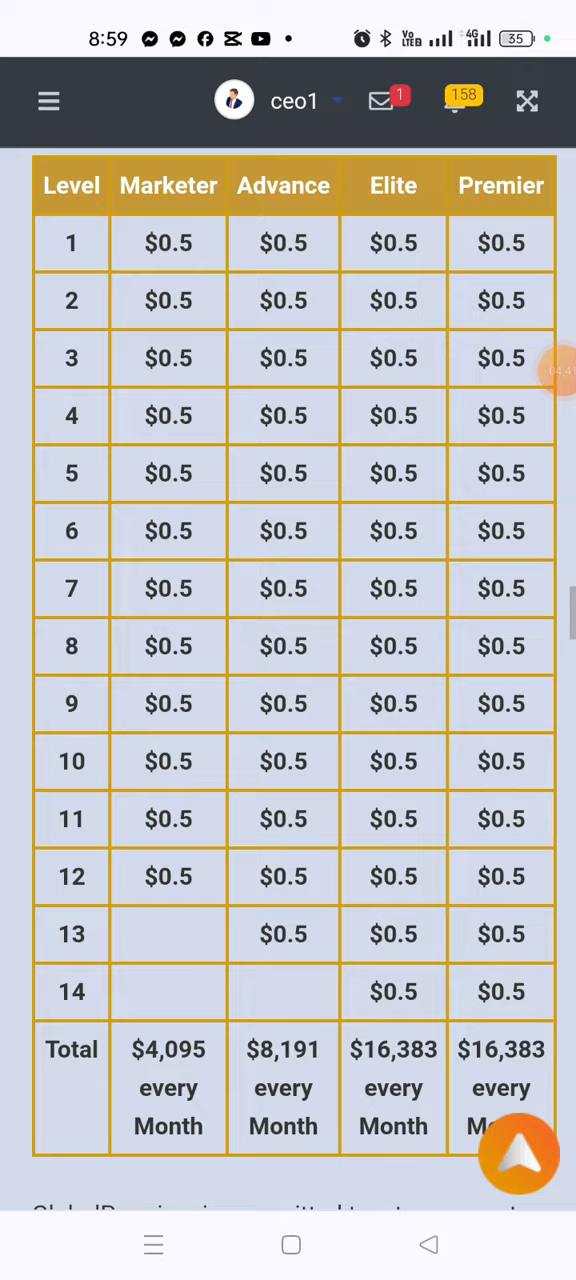 8:59 Vo LTE2 4G 35
ceo1 1 158
Level Marketer Advance Elite Premier
1 $0.5 $0.5 $0.5 $0.5
2 $0.5 $0.5 $0.5 $0.5
3 $0.5 $0.5 $0.5 $0.5
04:41
4 $0.5 $0.5 $0.5 $0.5
5 $0.5 $0.5 $0.5 $0.5
6 $0.5 $0.5 $0.5 $0.5
7 $0.5 $0.5 $0.5 $0.5
8 $0.5 $0.5 $0.5 $0.5
9 $0.5 $0.5 $0.5 $0.5
10 $0.5 $0.5 $0.5 $0.5
11 $0.5 $0.5 $0.5 $0.5
12 $0.5 $0.5 $0.5 $0.5
13 $0.5 $0.5 $0.5
14 $0.5 $0.5
Total $4,095 $8,191 $16,383 $16,383
every every every every
Month Month Month